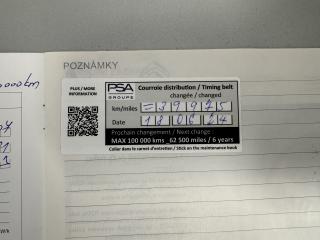 POZNÁMKY
PLUS / MORE
INFORMATION
PSA
GROUPE
Courroie distribution / Timing belt
changée / changed
km/miles = 39925
Date 18 06 24
Prochain changement / Next change :
MAX 100 000 kms 62 500 miles / 6 years
Coller dans le carnet d'entretien / Stick on the maintenance book